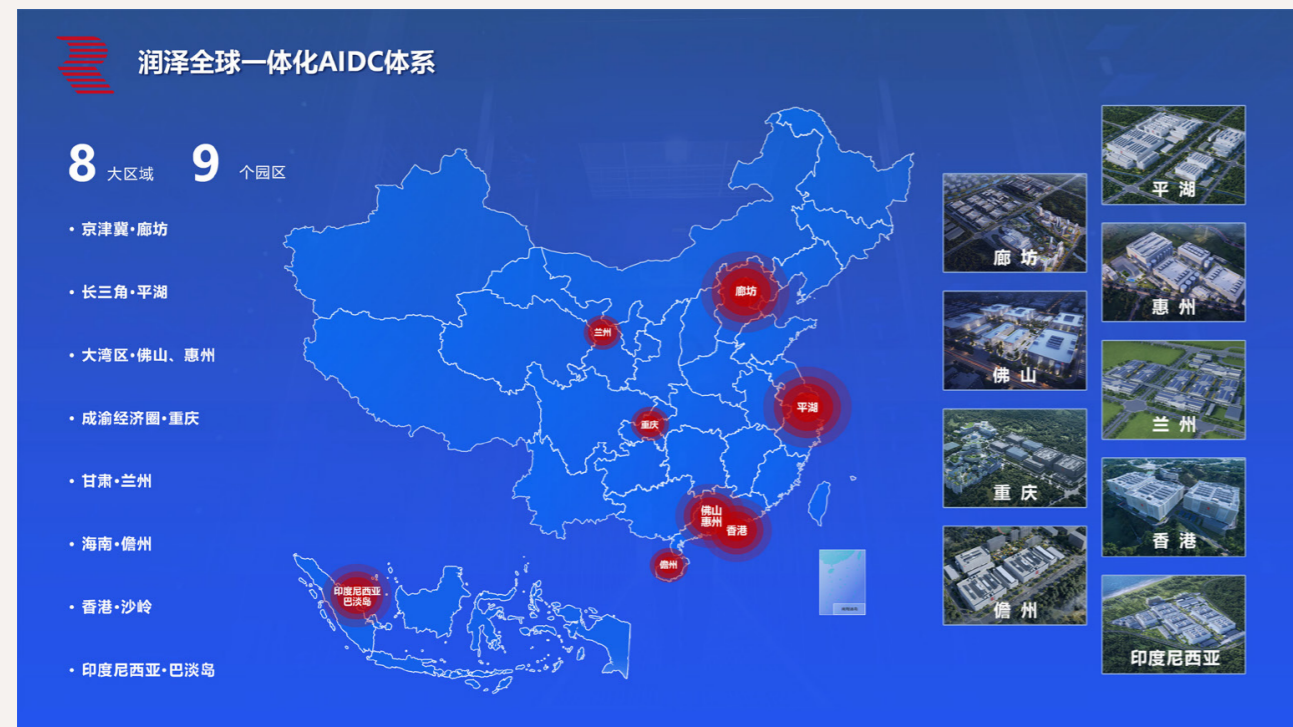 润泽全球一体化AIDC体系
8 大区域 9 个园区
• 京津冀•廊坊
• 长三角•平湖
• 大湾区•佛山、惠州
• 成渝经济圈•重庆
• 甘肃•兰州
• 海南•儋州
• 香港•沙岭
• 印度尼西亚•巴淡岛
廊坊
兰州
平湖
重庆
佛山
惠州
香港
儋州
印度尼西亚
巴淡岛
平湖
廊坊
惠州
佛山
兰州
重庆
香港
儋州
印度尼西亚